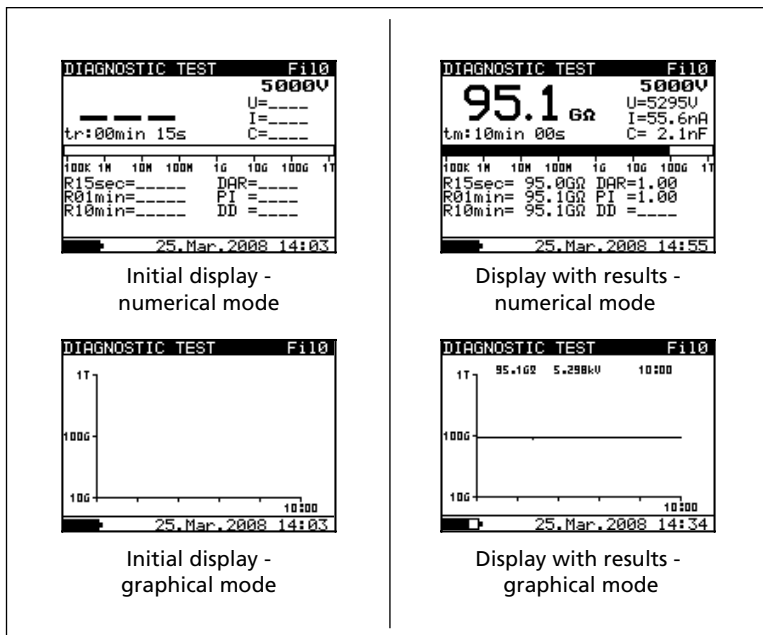 DIAGNOSTIC TEST Fil0
5000V
U=____
I=____
C=____
tr:00min 15s
100K 1M 10M 100M 1G 10G 100G 1T
R15sec=_____ DAR=____
R01min=_____ PI =____
R10min=_____ DD =____
25.Mar.2008 14:03
Initial display -
numerical mode
DIAGNOSTIC TEST Fil0
5000V
95.1 GΩ
U=5295V
I=55.6nA
C= 2.1nF
tm:10min 00s
100K 1M 10M 100M 1G 10G 100G 1T
R15sec= 95.0GΩ DAR=1.00
R01min= 95.1GΩ PI =1.00
R10min= 95.1GΩ DD =____
25.Mar.2008 14:55
Display with results -
numerical mode
DIAGNOSTIC TEST Fil0
1T
100G
10G
10:00
25.Mar.2008 14:03
Initial display -
graphical mode
DIAGNOSTIC TEST Fil0
1T
95.1GΩ 5.298kV 10:00
100G
10G
10:00
25.Mar.2008 14:34
Display with results -
graphical mode